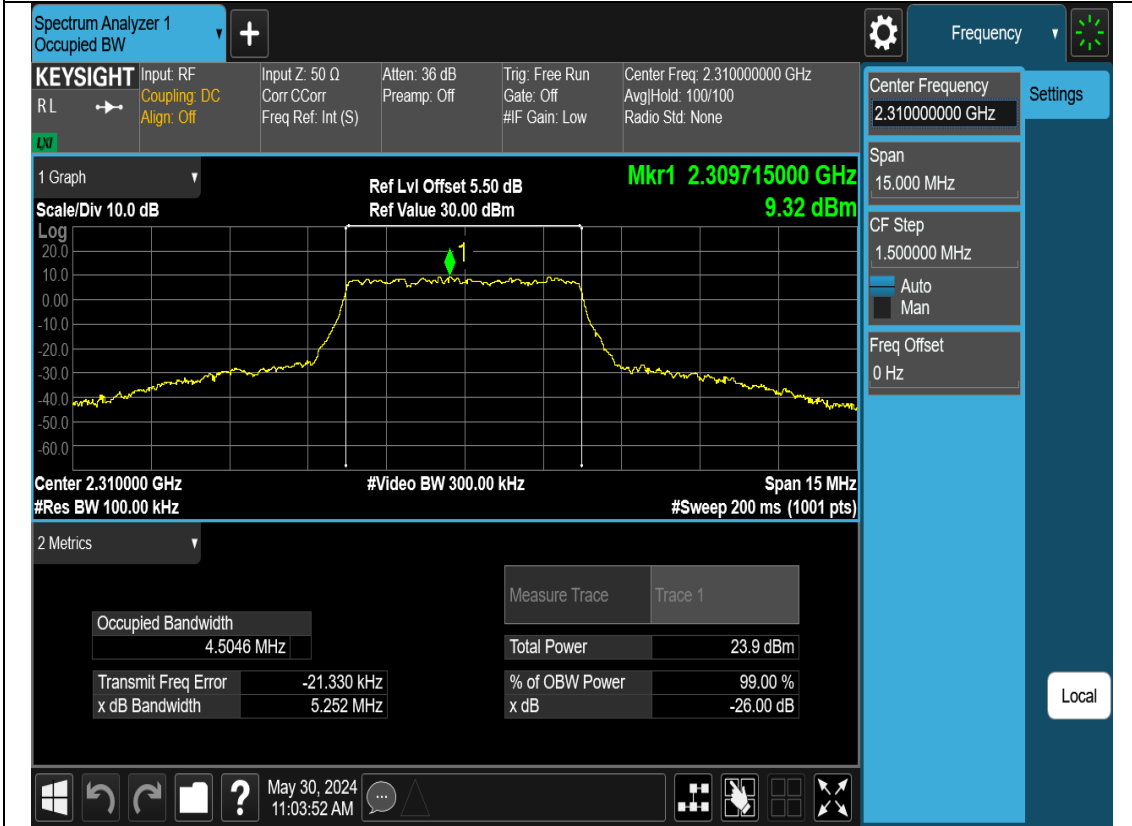 Spectrum Analyzer 1
Occupied BW
+
Frequency
KEYSIGHT
RL
LXI
Input: RF
Coupling: DC
Align: Off
Input Z: 50 Ω
Corr CCorr
Freq Ref: Int (S)
Atten: 36 dB
Preamp: Off
Trig: Free Run
Gate: Off
#IF Gain: Low
Center Freq: 2.310000000 GHz
Avg|Hold: 100/100
Radio Std: None
Center Frequency
2.310000000 GHz
Settings
Span
15.000 MHz
CF Step
1.500000 MHz
Auto
Man
Freq Offset
0 Hz
Local
1 Graph
Scale/Div 10.0 dB
Ref Lvl Offset 5.50 dB
Ref Value 30.00 dBm
Mkr1 2.309715000 GHz
9.32 dBm
Log
20.0
10.0
0.00
-10.0
-20.0
-30.0
-40.0
-50.0
-60.0
1
Center 2.310000 GHz
#Res BW 100.00 kHz
#Video BW 300.00 kHz
Span 15 MHz
#Sweep 200 ms (1001 pts)
2 Metrics
Measure Trace Trace 1
Occupied Bandwidth
4.5046 MHz
Total Power 23.9 dBm
Transmit Freq Error -21.330 kHz
% of OBW Power 99.00 %
x dB Bandwidth 5.252 MHz
x dB -26.00 dB
?
May 30, 2024
11:03:52 AM